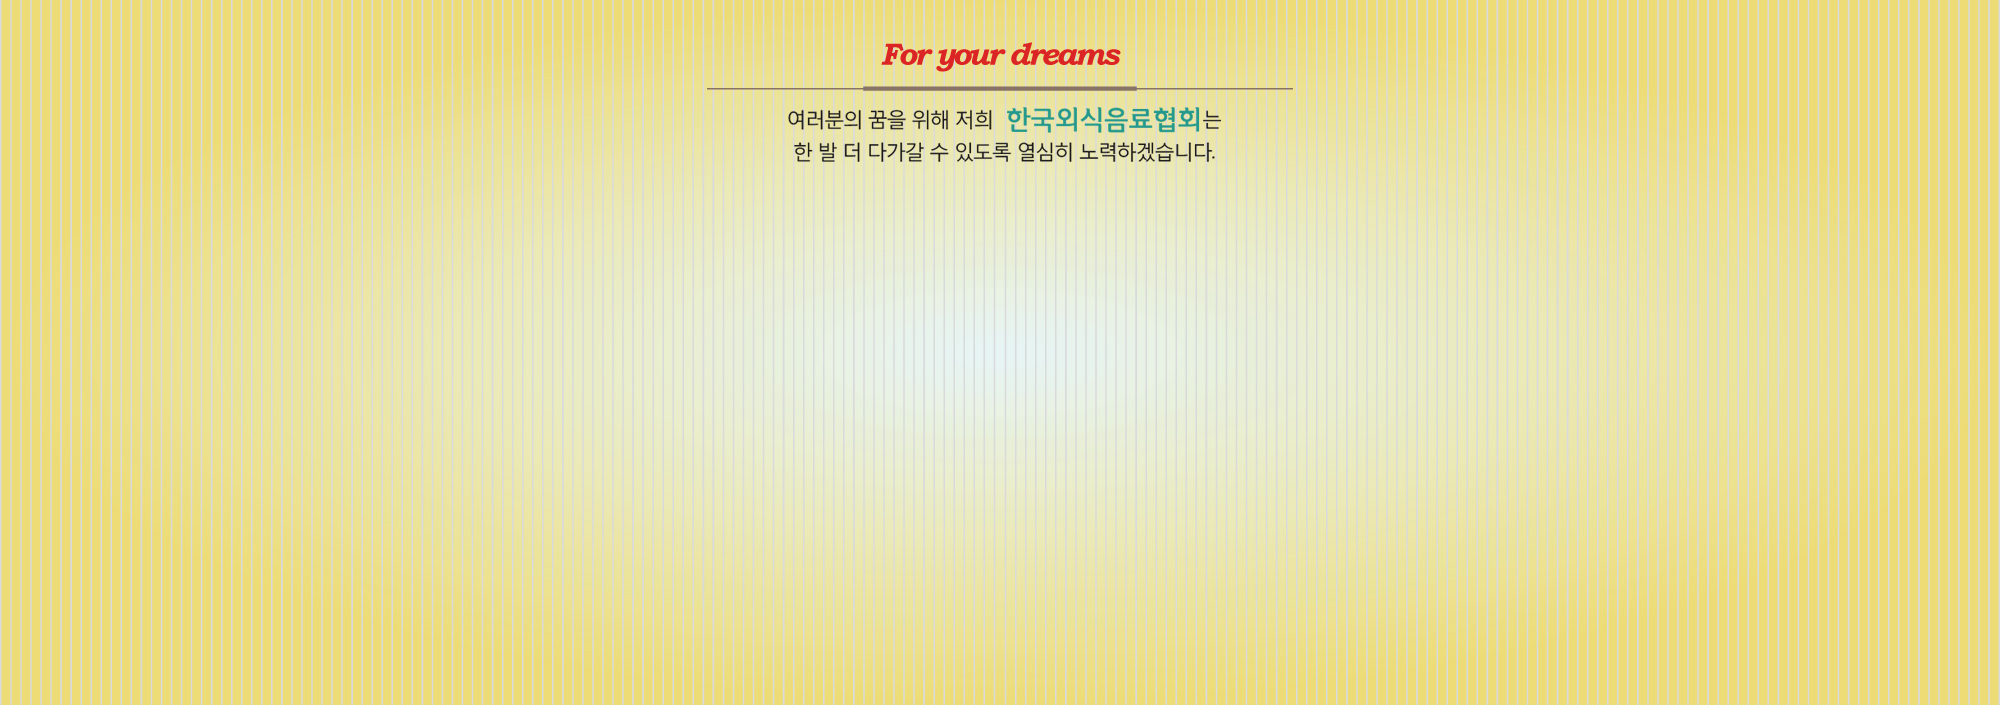 For your dreams
여러분의 꿈을 위해 저희 한국외식음료협회는
한 발 더 다가갈 수 있도록 열심히 노력하겠습니다.